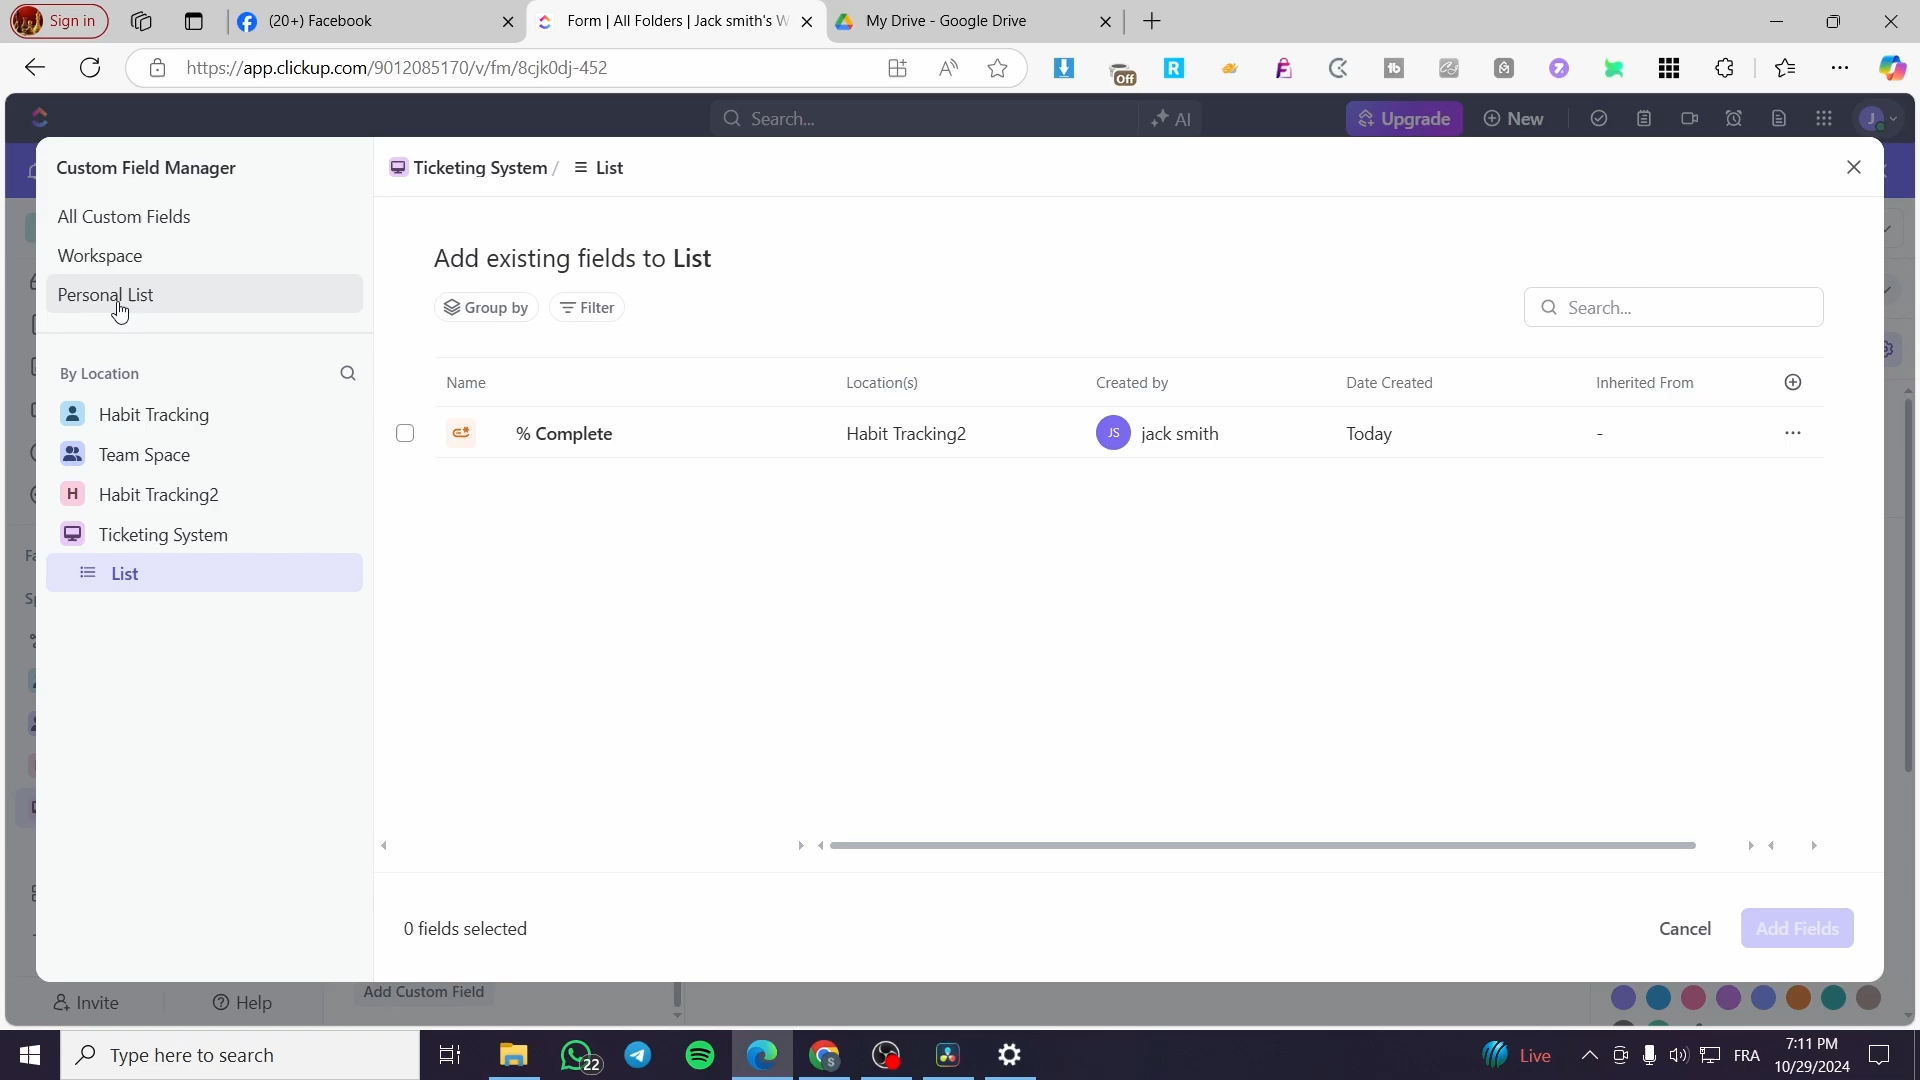 Sign in
(20+) Facebook
Form | All Folders | Jack smith's W
My Drive - Google Drive
https://app.clickup.com/9012085170/v/fm/8cjk0dj-452
Off
Search...
AI
Upgrade
New
J
Custom Field Manager
Ticketing System / List
All Custom Fields
Workspace
Personal List
Add existing fields to List
Group by
Filter
Search...
By Location
Name
Location(s)
Created by
Date Created
Inherited From
Habit Tracking
% Complete
Habit Tracking2
JS
jack smith
Today
-
Team Space
H
Habit Tracking2
Ticketing System
List
0 fields selected
Cancel
Add Fields
Invite
Help
Add Custom Field
Type here to search
22
Live
FRA
7:11 PM
10/29/2024